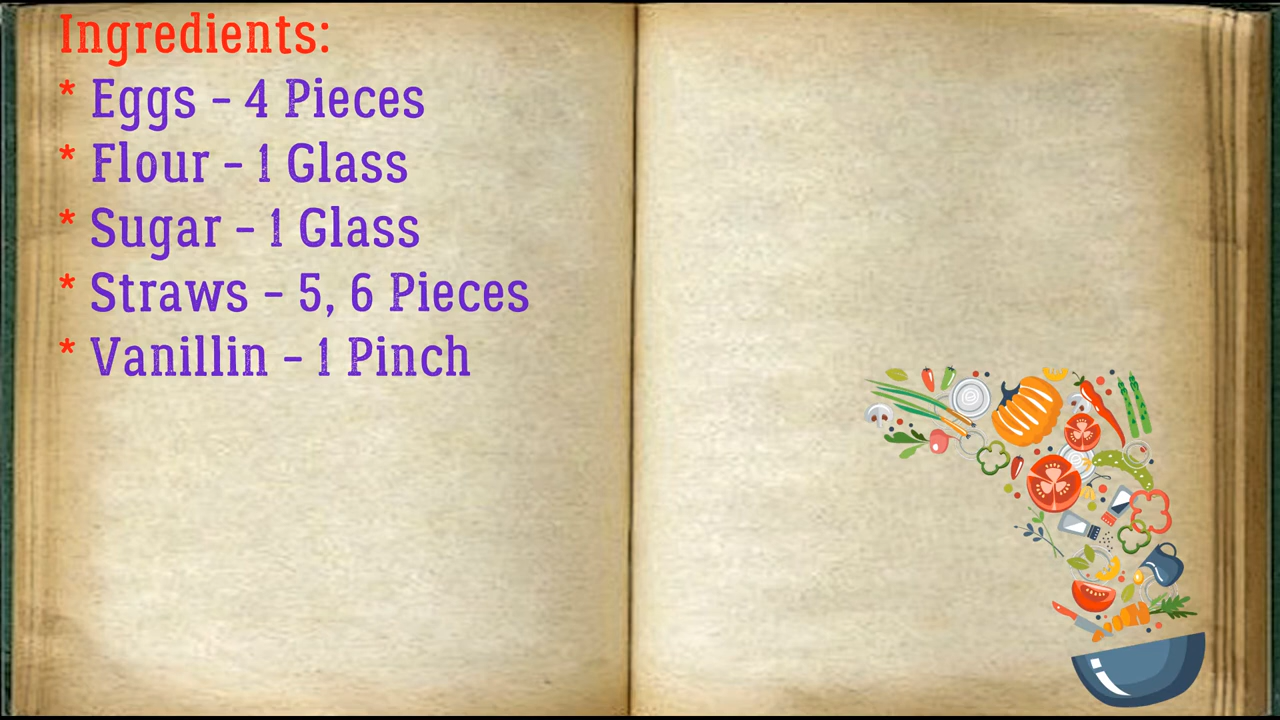 Ingredients:
* Eggs - 4 Pieces
* Flour - 1 Glass
* Sugar - 1 Glass
* Straws - 5, 6 Pieces
* Vanillin - 1 Pinch